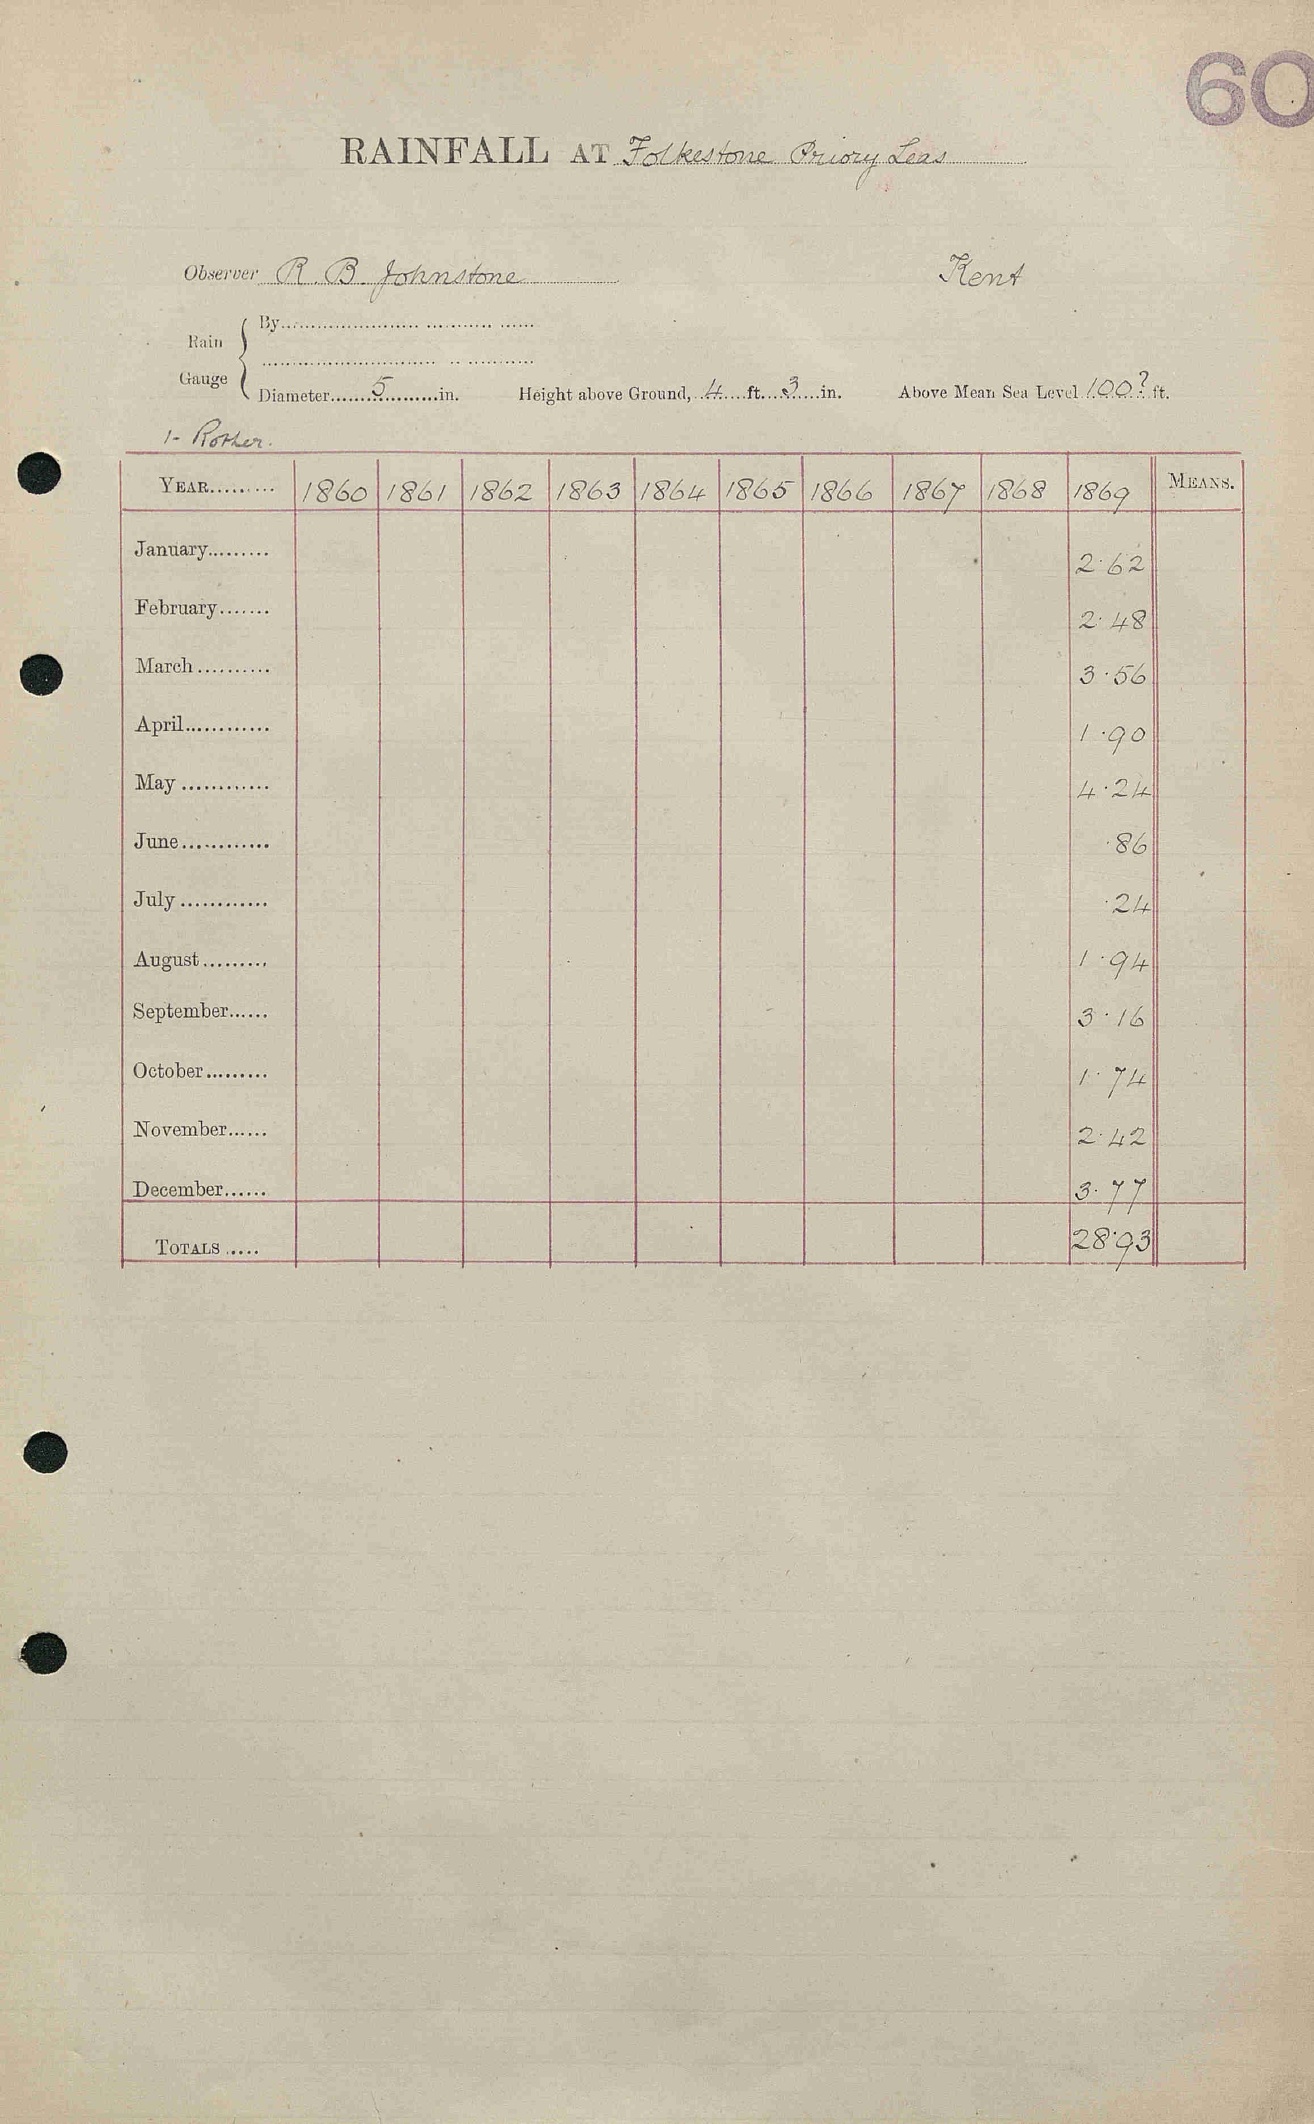 60
RAINFALL AT Folkestone Priory Leas
Observer R. B. Johnstone Kent
Rain Gauge By
Diameter 5 in. Height above Ground, 4 ft. 3 in. Above Mean Sea Level 100? ft.
1- Rother.
YEAR 1860 1861 1862 1863 1864 1865 1866 1867 1868 1869 MEANS.
January 2.62
February 2.48
March 3.56
April 1.90
May 4.24
June .86
July .24
August 1.94
September 3.16
October 1.74
November 2.42
December 3.77
TOTALS 28.93